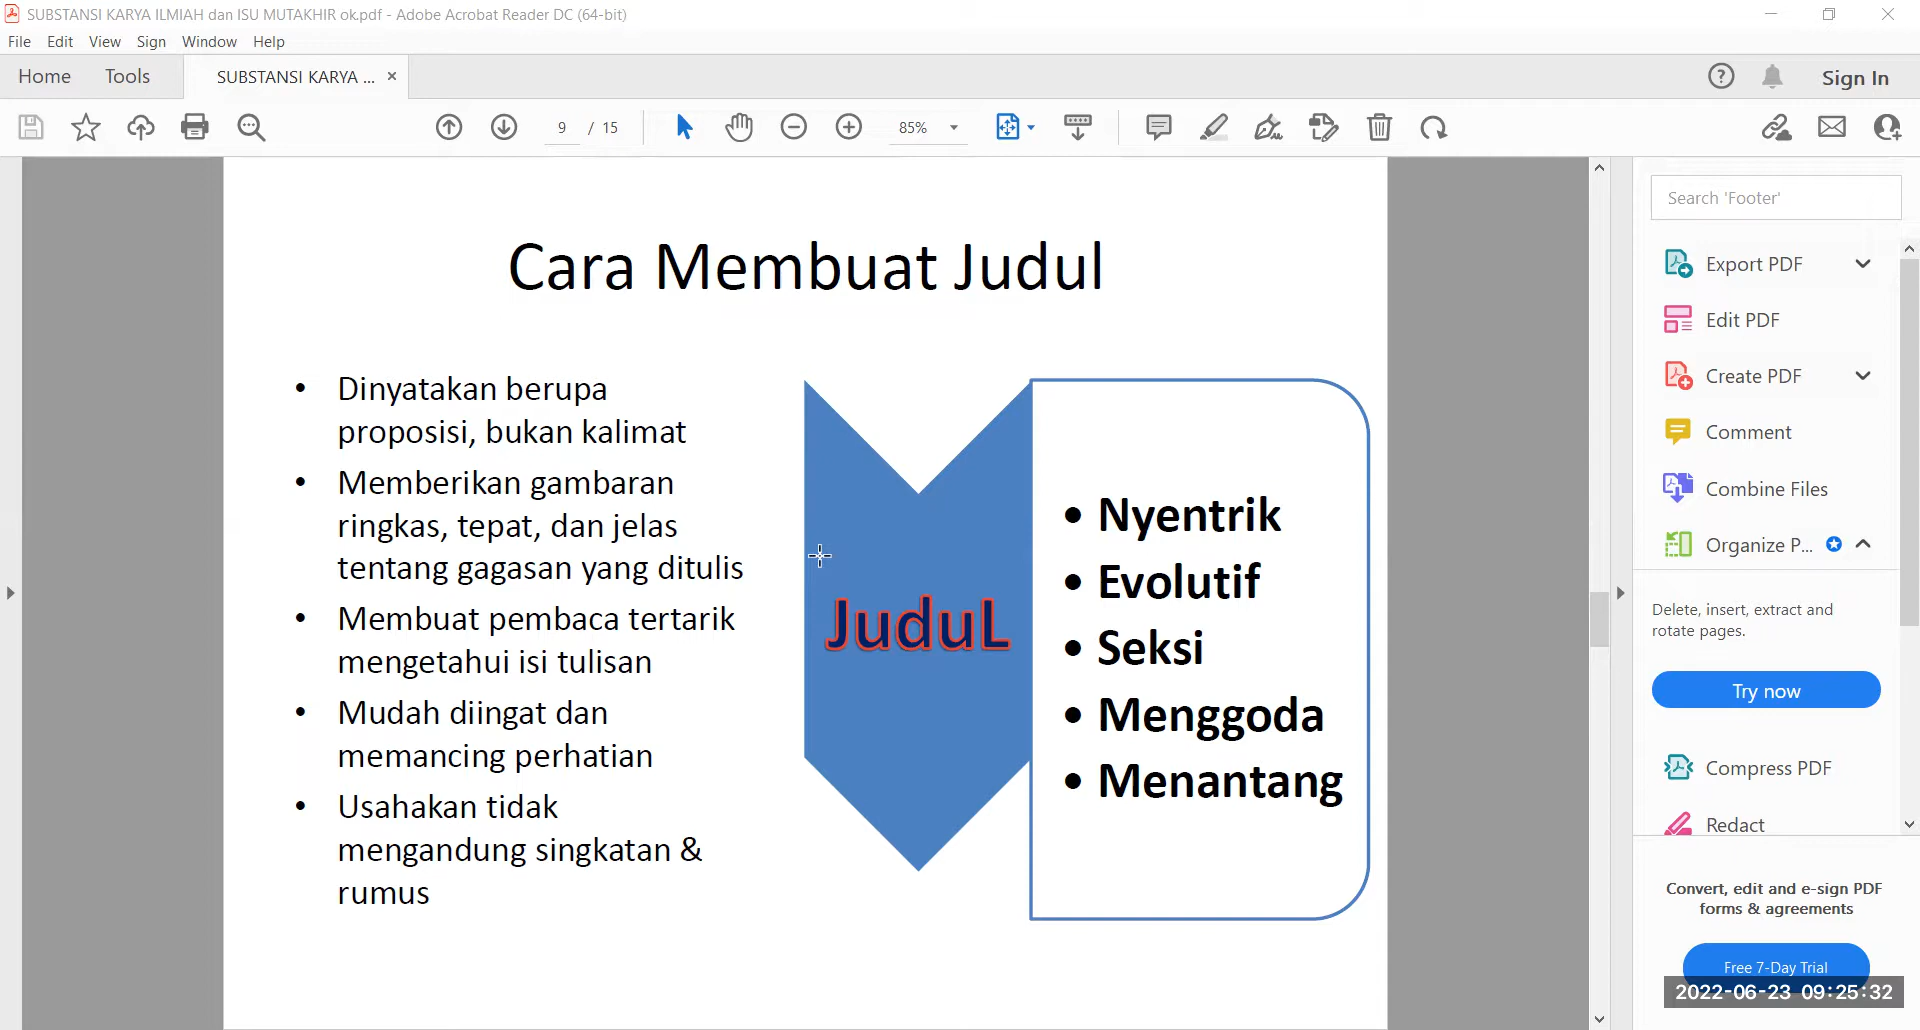 SUBSTANSI KARYA ILMIAH dan ISU MUTAKHIR ok.pdf - Adobe Acrobat Reader DC (64-bit)
File Edit View Sign Window Help
Home Tools SUBSTANSI KARYA ... ×
Sign In
9 / 15
85%
Cara Membuat Judul
• Dinyatakan berupa
proposisi, bukan kalimat
• Memberikan gambaran
ringkas, tepat, dan jelas
tentang gagasan yang ditulis
• Membuat pembaca tertarik
mengetahui isi tulisan
• Mudah diingat dan
memancing perhatian
• Usahakan tidak
mengandung singkatan &
rumus
JuduL
• Nyentrik
• Evolutif
• Seksi
• Menggoda
• Menantang
Search 'Footer'
Export PDF
Edit PDF
Create PDF
Comment
Combine Files
Organize P...
Delete, insert, extract and
rotate pages.
Try now
Compress PDF
Redact
Convert, edit and e-sign PDF
forms & agreements
Free 7-Day Trial
2022-06-23 09:25:32